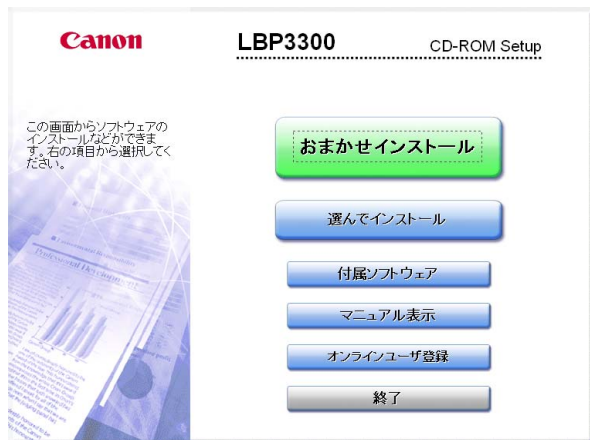 Canon
LBP3300
CD-ROM Setup
この画面からソフトウェアの
インストールなどができま
す。右の項目から選択してく
ださい。
おまかせインストール
選んでインストール
付属ソフトウェア
マニュアル表示
オンラインユーザ登録
終了
Professional Development